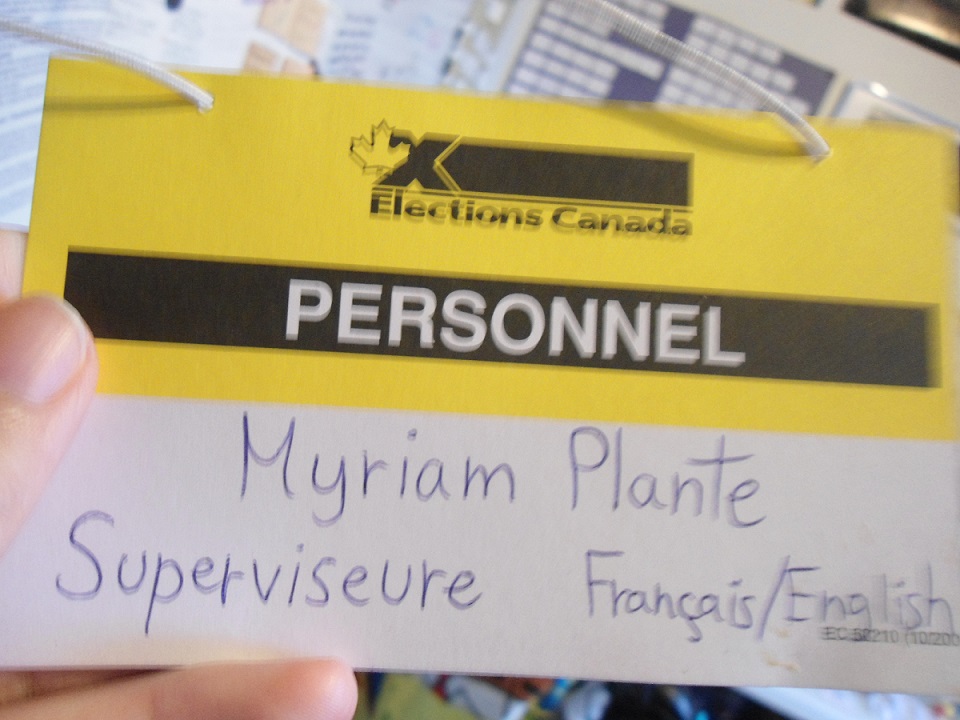 Elections Canada
PERSONNEL
Myriam Plante
Superviseure Français/English